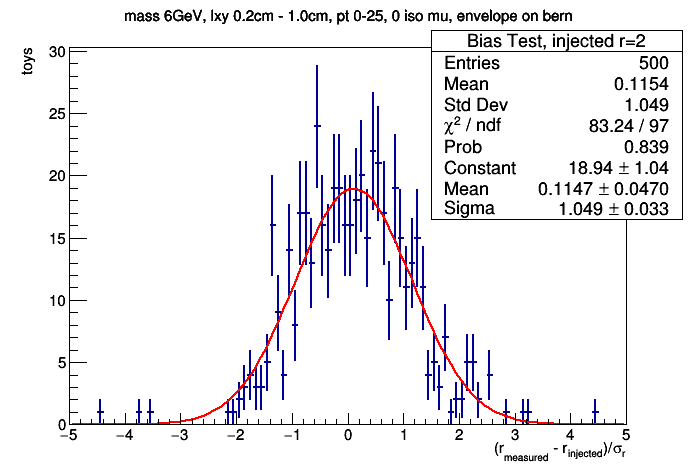 mass 6GeV, lxy 0.2cm - 1.0cm, pt 0-25, 0 iso mu, envelope on bern
Bias Test, injected r=2
Entries 500
Mean 0.1154
Std Dev 1.049
χ² / ndf 83.24 / 97
Prob 0.839
Constant 18.94 ± 1.04
Mean 0.1147 ± 0.0470
Sigma 1.049 ± 0.033
toys
30
25
20
15
10
5
0
−5 −4 −3 −2 −1 0 1 2 3 4 5
(r_measured - r_injected)/σ_r